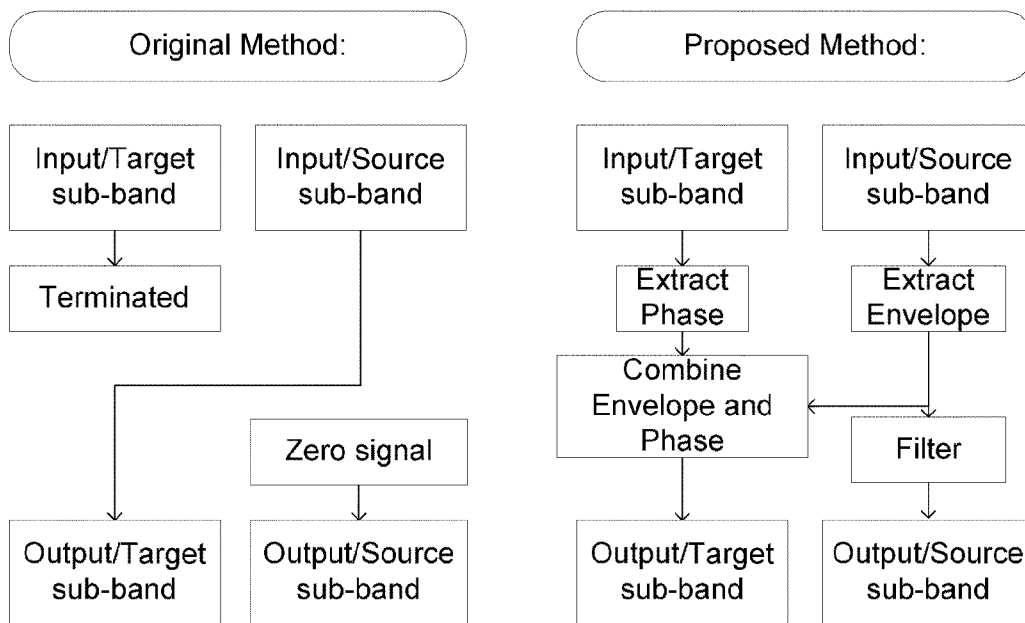 Original Method:
Input/Target
sub-band
Input/Source
sub-band
Terminated
Zero signal
Output/Target
sub-band
Output/Source
sub-band
Proposed Method:
Input/Target
sub-band
Input/Source
sub-band
Extract
Phase
Extract
Envelope
Combine
Envelope and
Phase
Filter
Output/Target
sub-band
Output/Source
sub-band